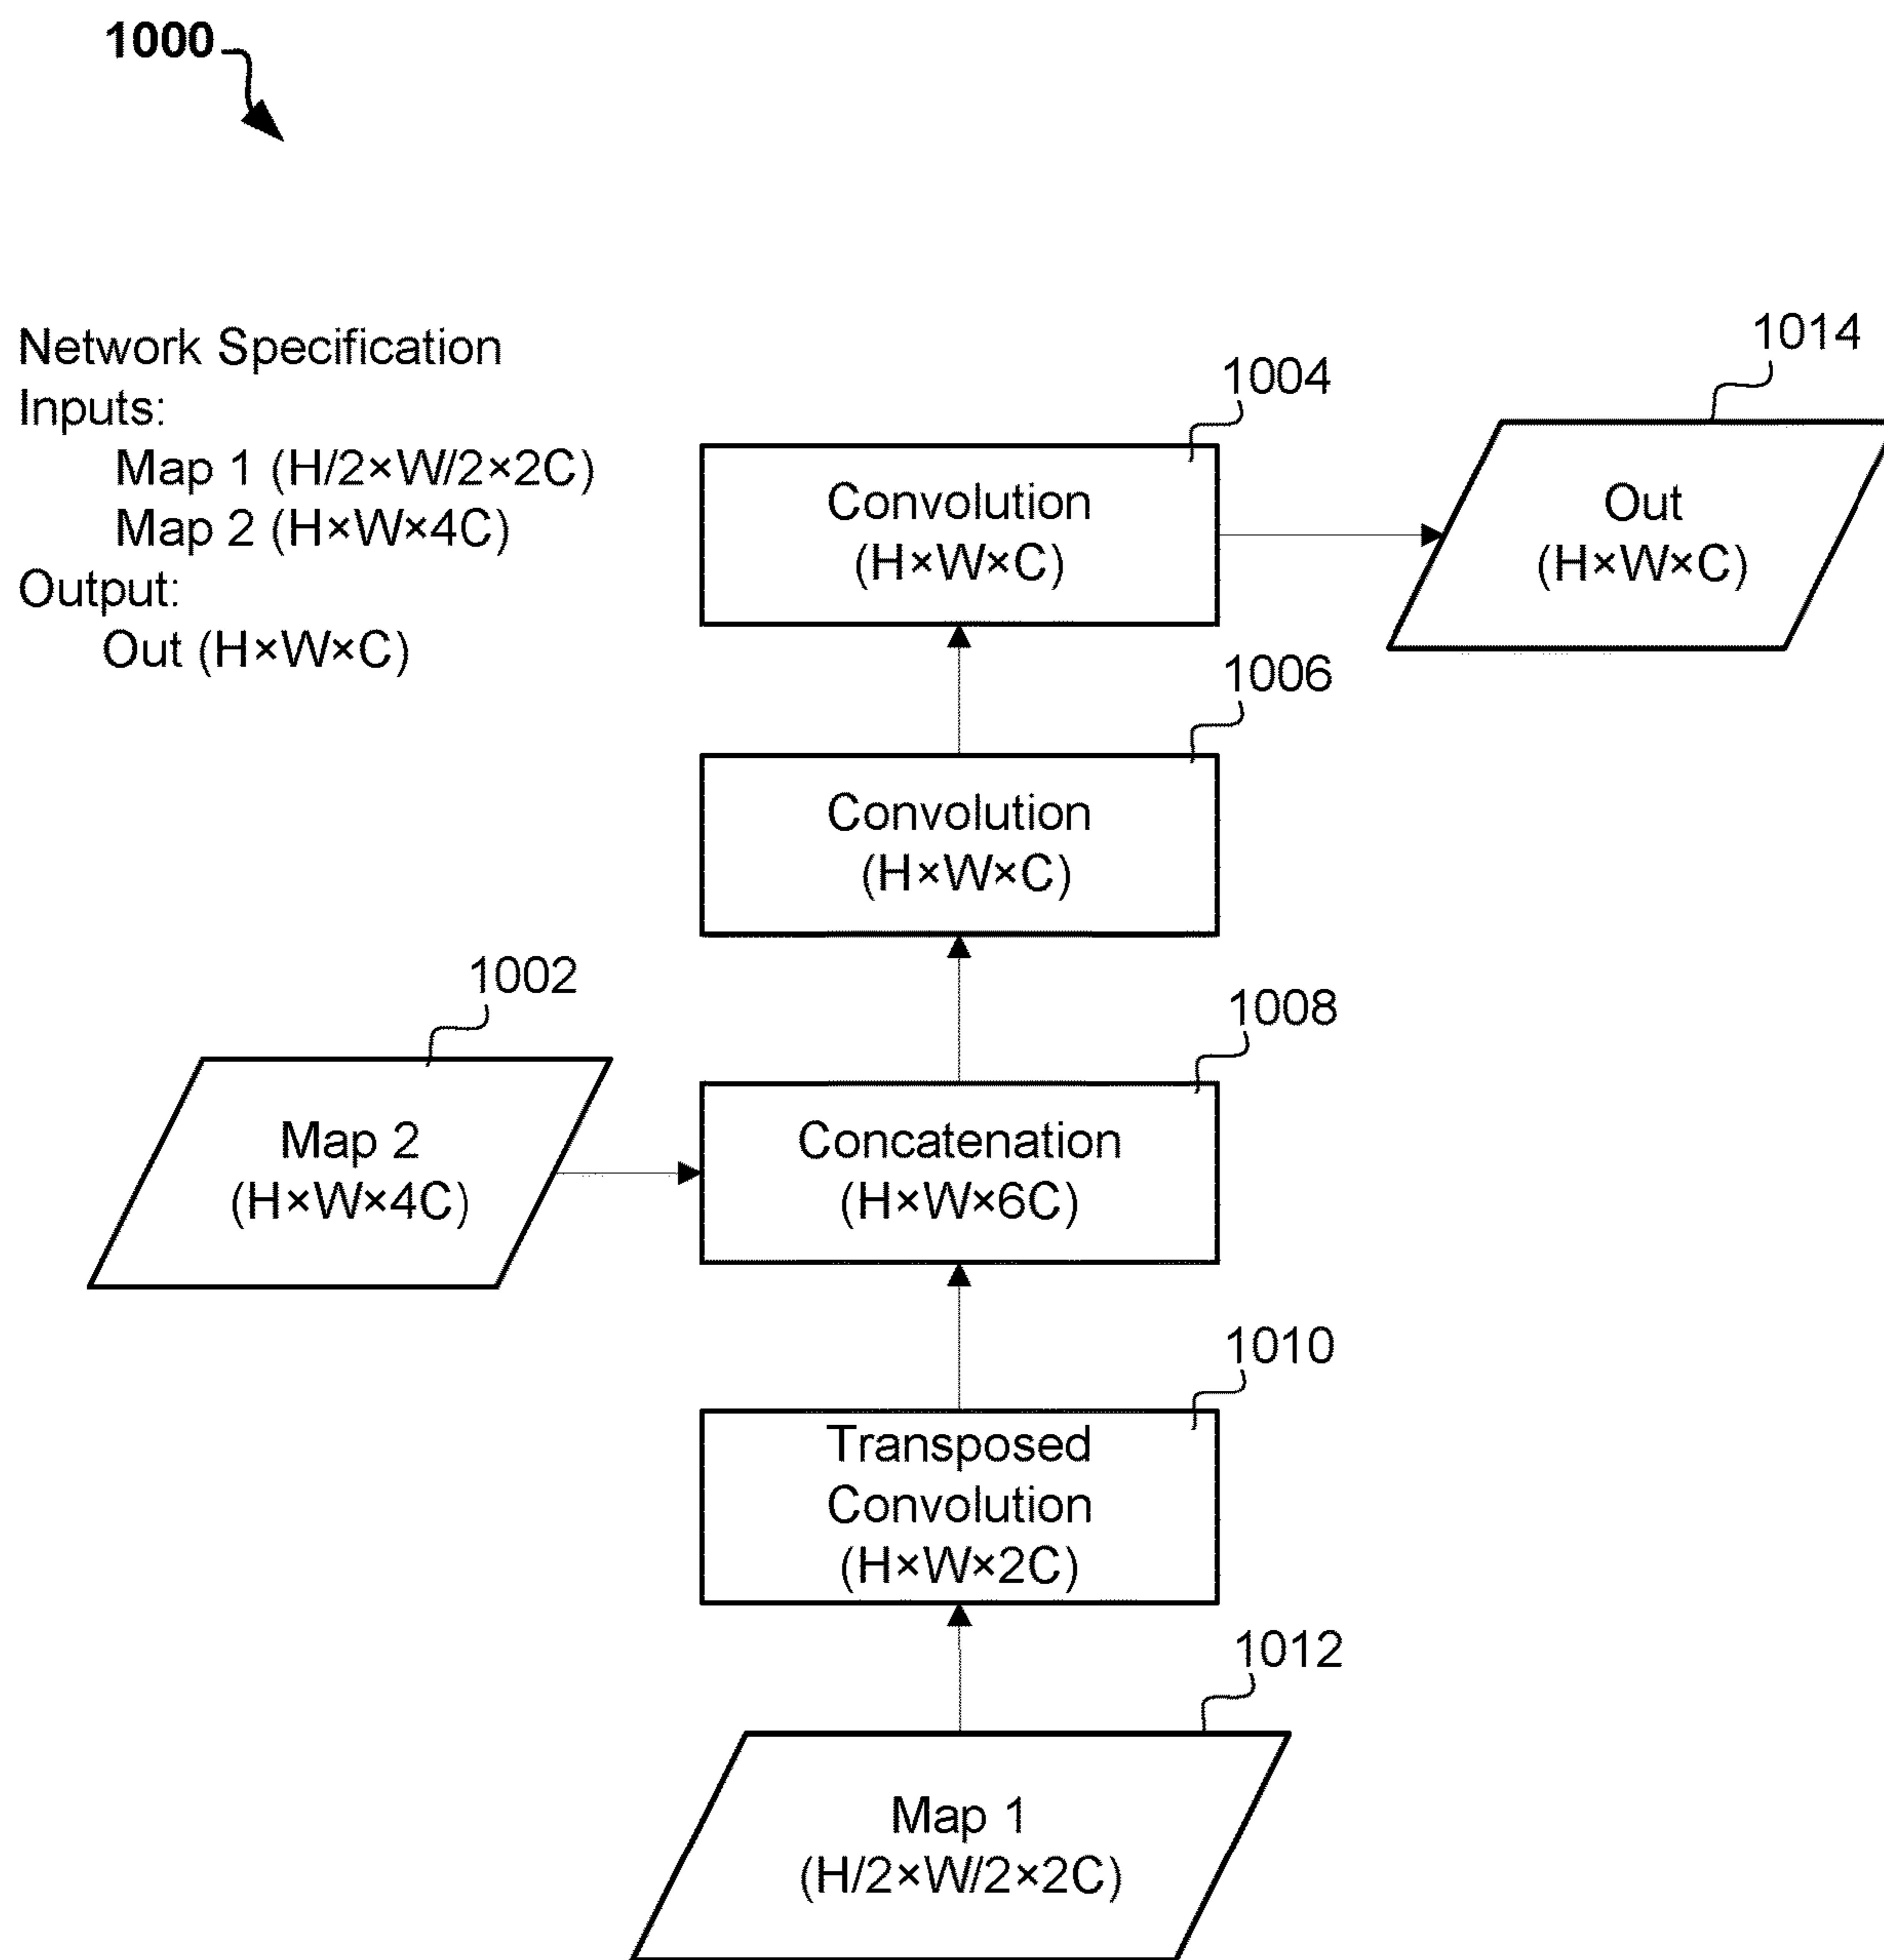 1000
Network Specification
Inputs:
Map 1 (H/2×W/2×2C)
Map 2 (H×W×4C)
Output:
Out (H×W×C)
1004
Convolution
(H×W×C)
1014
Out
(H×W×C)
1006
Convolution
(H×W×C)
1002
Map 2
(H×W×4C)
1008
Concatenation
(H×W×6C)
1010
Transposed
Convolution
(H×W×2C)
1012
Map 1
(H/2×W/2×2C)